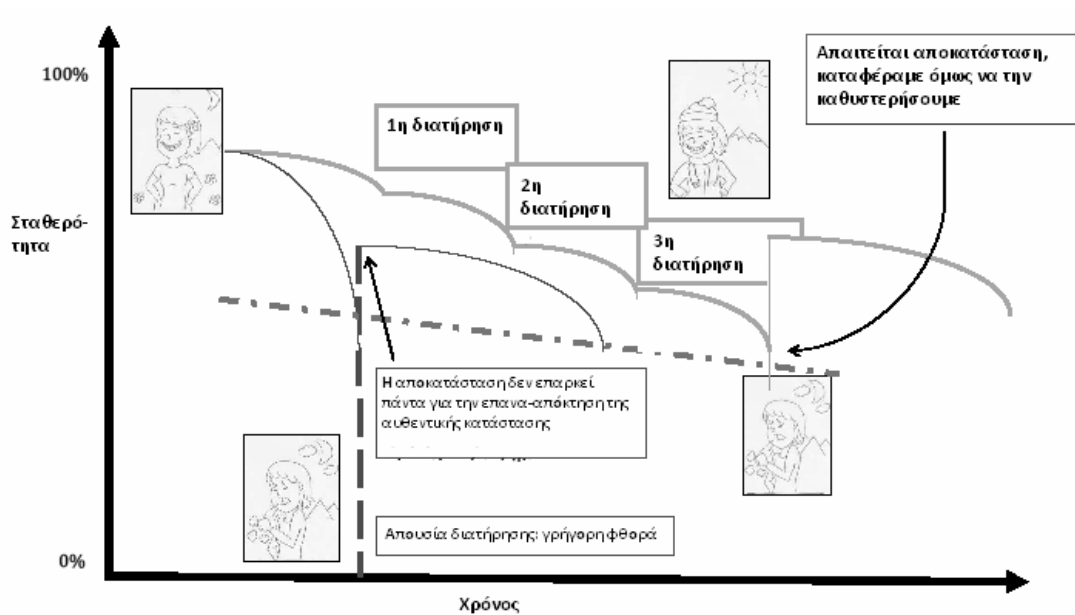 100%
Απαιτείται αποκατάσταση,
καταφέραμε όμως να την
καθυστερήσουμε
1η διατήρηση
2η
διατήρηση
3η
διατήρηση
Σταθερό-
τητα
Η αποκατάσταση δεν επαρκεί
πάντα για την επανα-απόκτηση της
αυθεντικής κατάστασης
Απουσία διατήρησης: γρήγορη φθορά
0%
Χρόνος